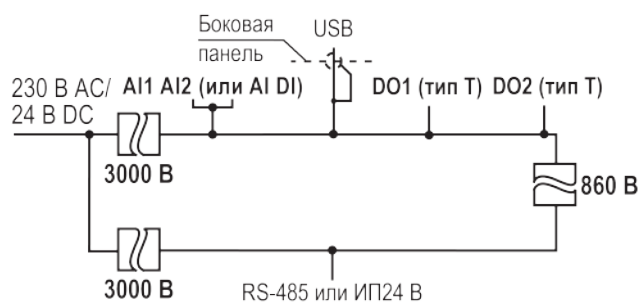 Боковая
панель
USB
230 В AC/
24 В DC
AI1 AI2 (или AI DI)
DO1 (тип Т)
DO2 (тип Т)
3000 В
860 В
3000 В
RS-485 или ИП24 В